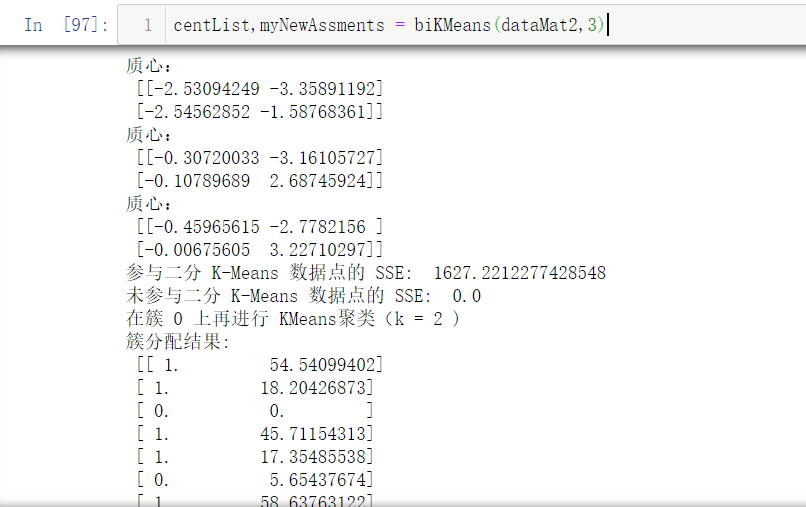 In [97]: 1 centList,myNewAssments = biKMeans(dataMat2,3)
质心：
[[-2.53094249 -3.35891192]
[-2.54562852 -1.58768361]]
质心：
[[-0.30720033 -3.16105727]
[-0.10789689 2.68745924]]
质心：
[[-0.45965615 -2.7782156 ]
[-0.00675605 3.22710297]]
参与二分 K-Means 数据点的 SSE: 1627.2212277428548
未参与二分 K-Means 数据点的 SSE: 0.0
在簇 0 上再进行 KMeans聚类（k = 2 ）
簇分配结果:
[[ 1. 54.54099402]
[ 1. 18.20426873]
[ 0. 0. ]
[ 1. 45.71154313]
[ 1. 17.35485538]
[ 0. 5.65437674]
[ 1. 58.63763122]